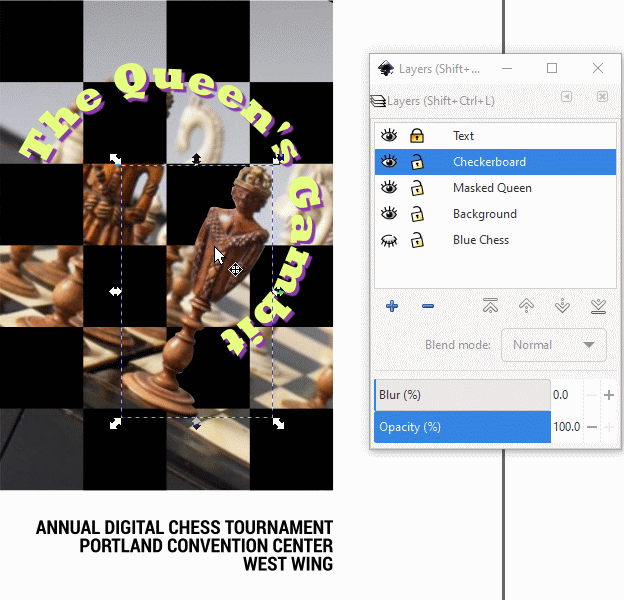 The Queen's Gambit
ANNUAL DIGITAL CHESS TOURNAMENT
PORTLAND CONVENTION CENTER
WEST WING
Layers (Shift+...
Layers (Shift+Ctrl+L)
Text
Checkerboard
Masked Queen
Background
Blue Chess
Blend mode: Normal
Blur (%) 0.0
Opacity (%) 100.0